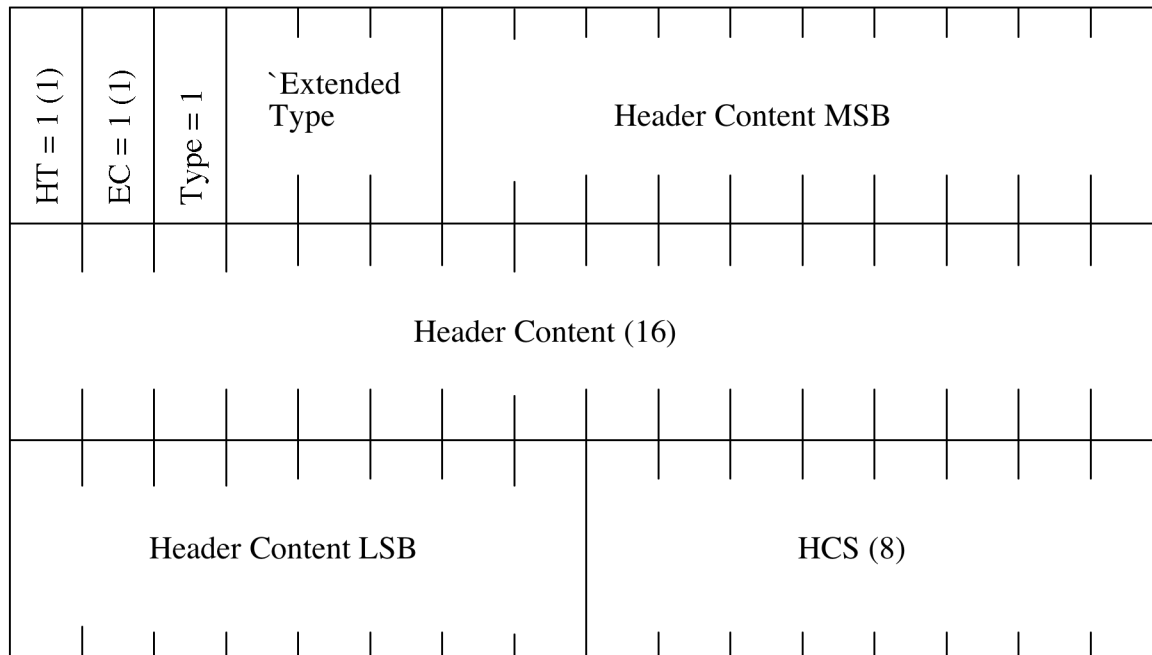 HT = 1 (1)
EC = 1 (1)
Type = 1
`Extended
Type
Header Content MSB
Header Content (16)
Header Content LSB
HCS (8)